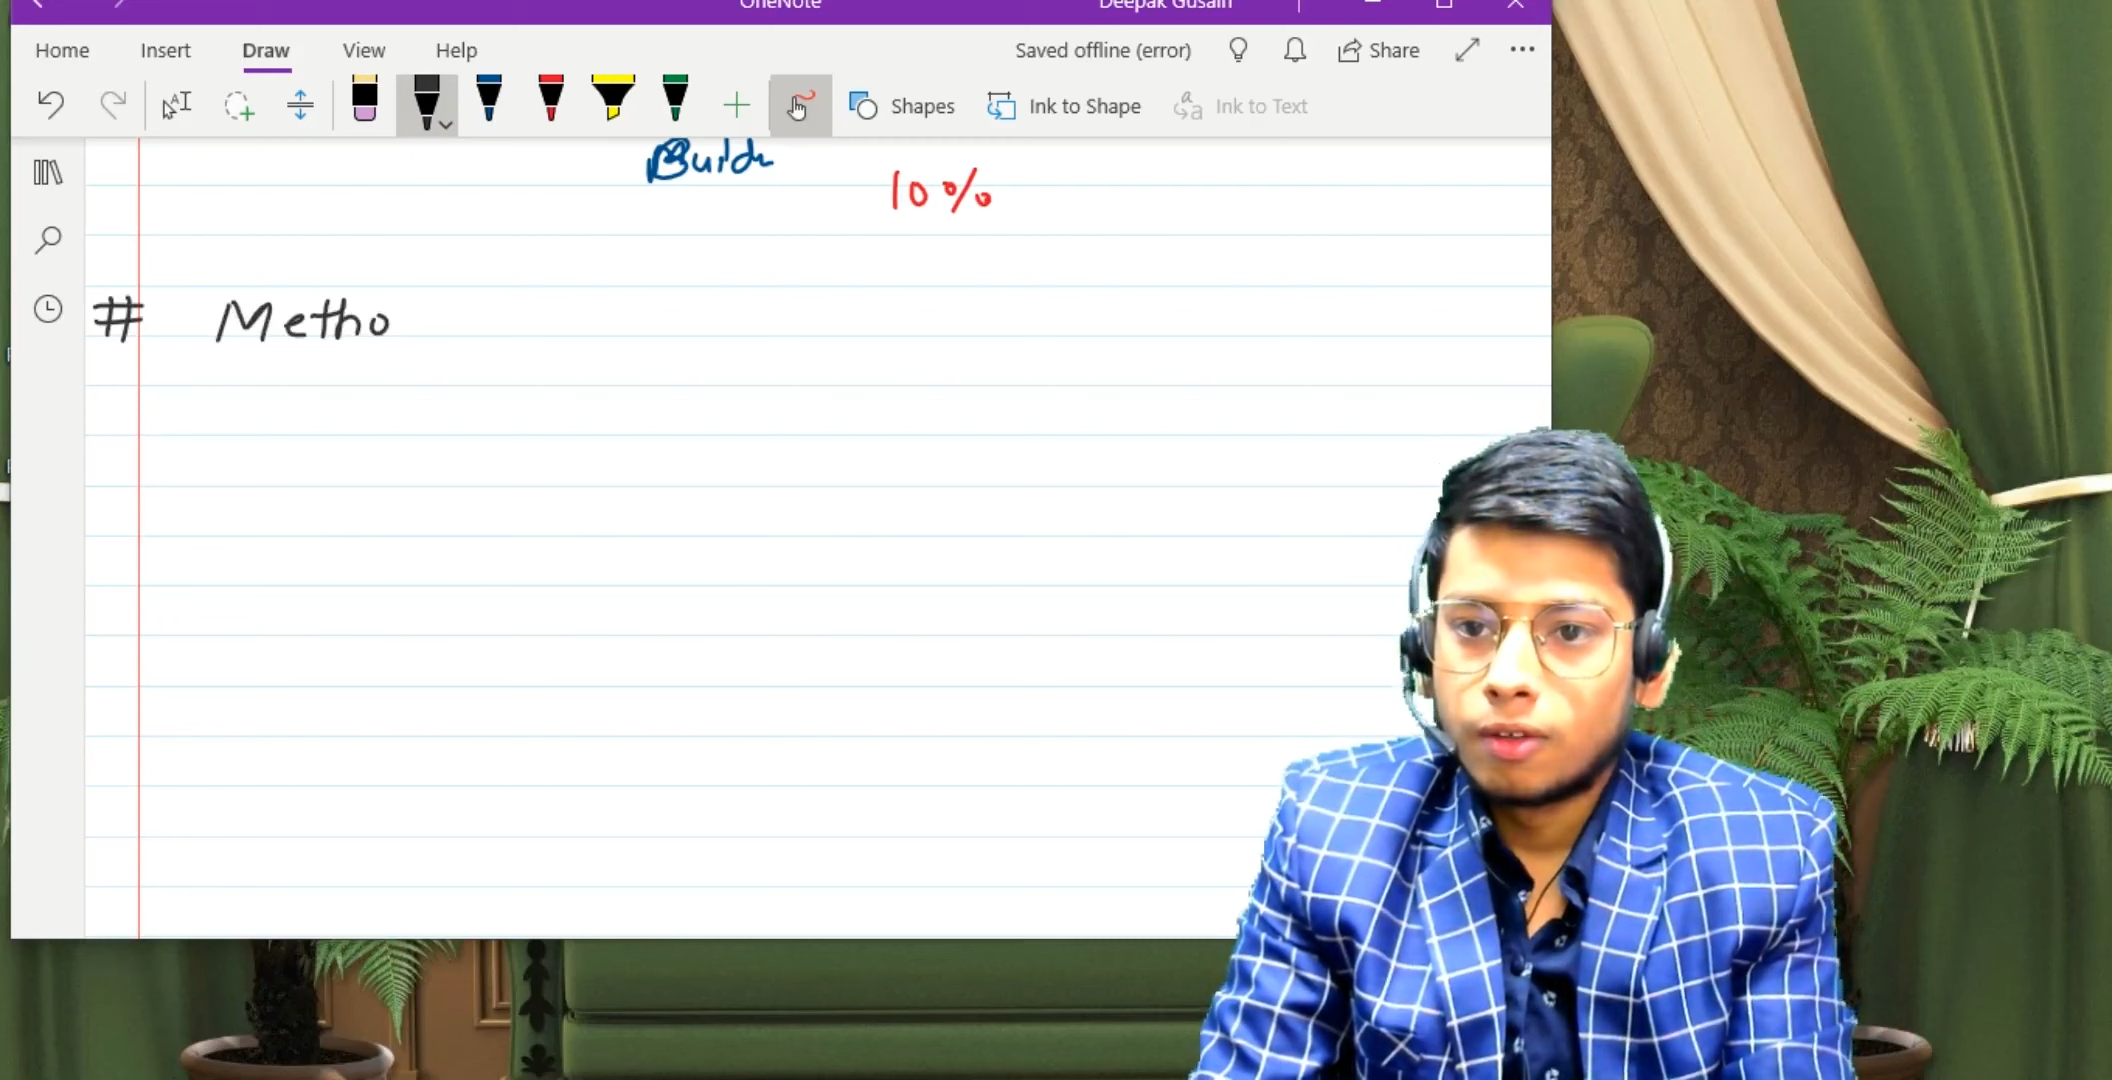 OneNote
Deepak Gusain
Home Insert Draw View Help Saved offline (error) Share
Shapes Ink to Shape Ink to Text
10%
# Metho